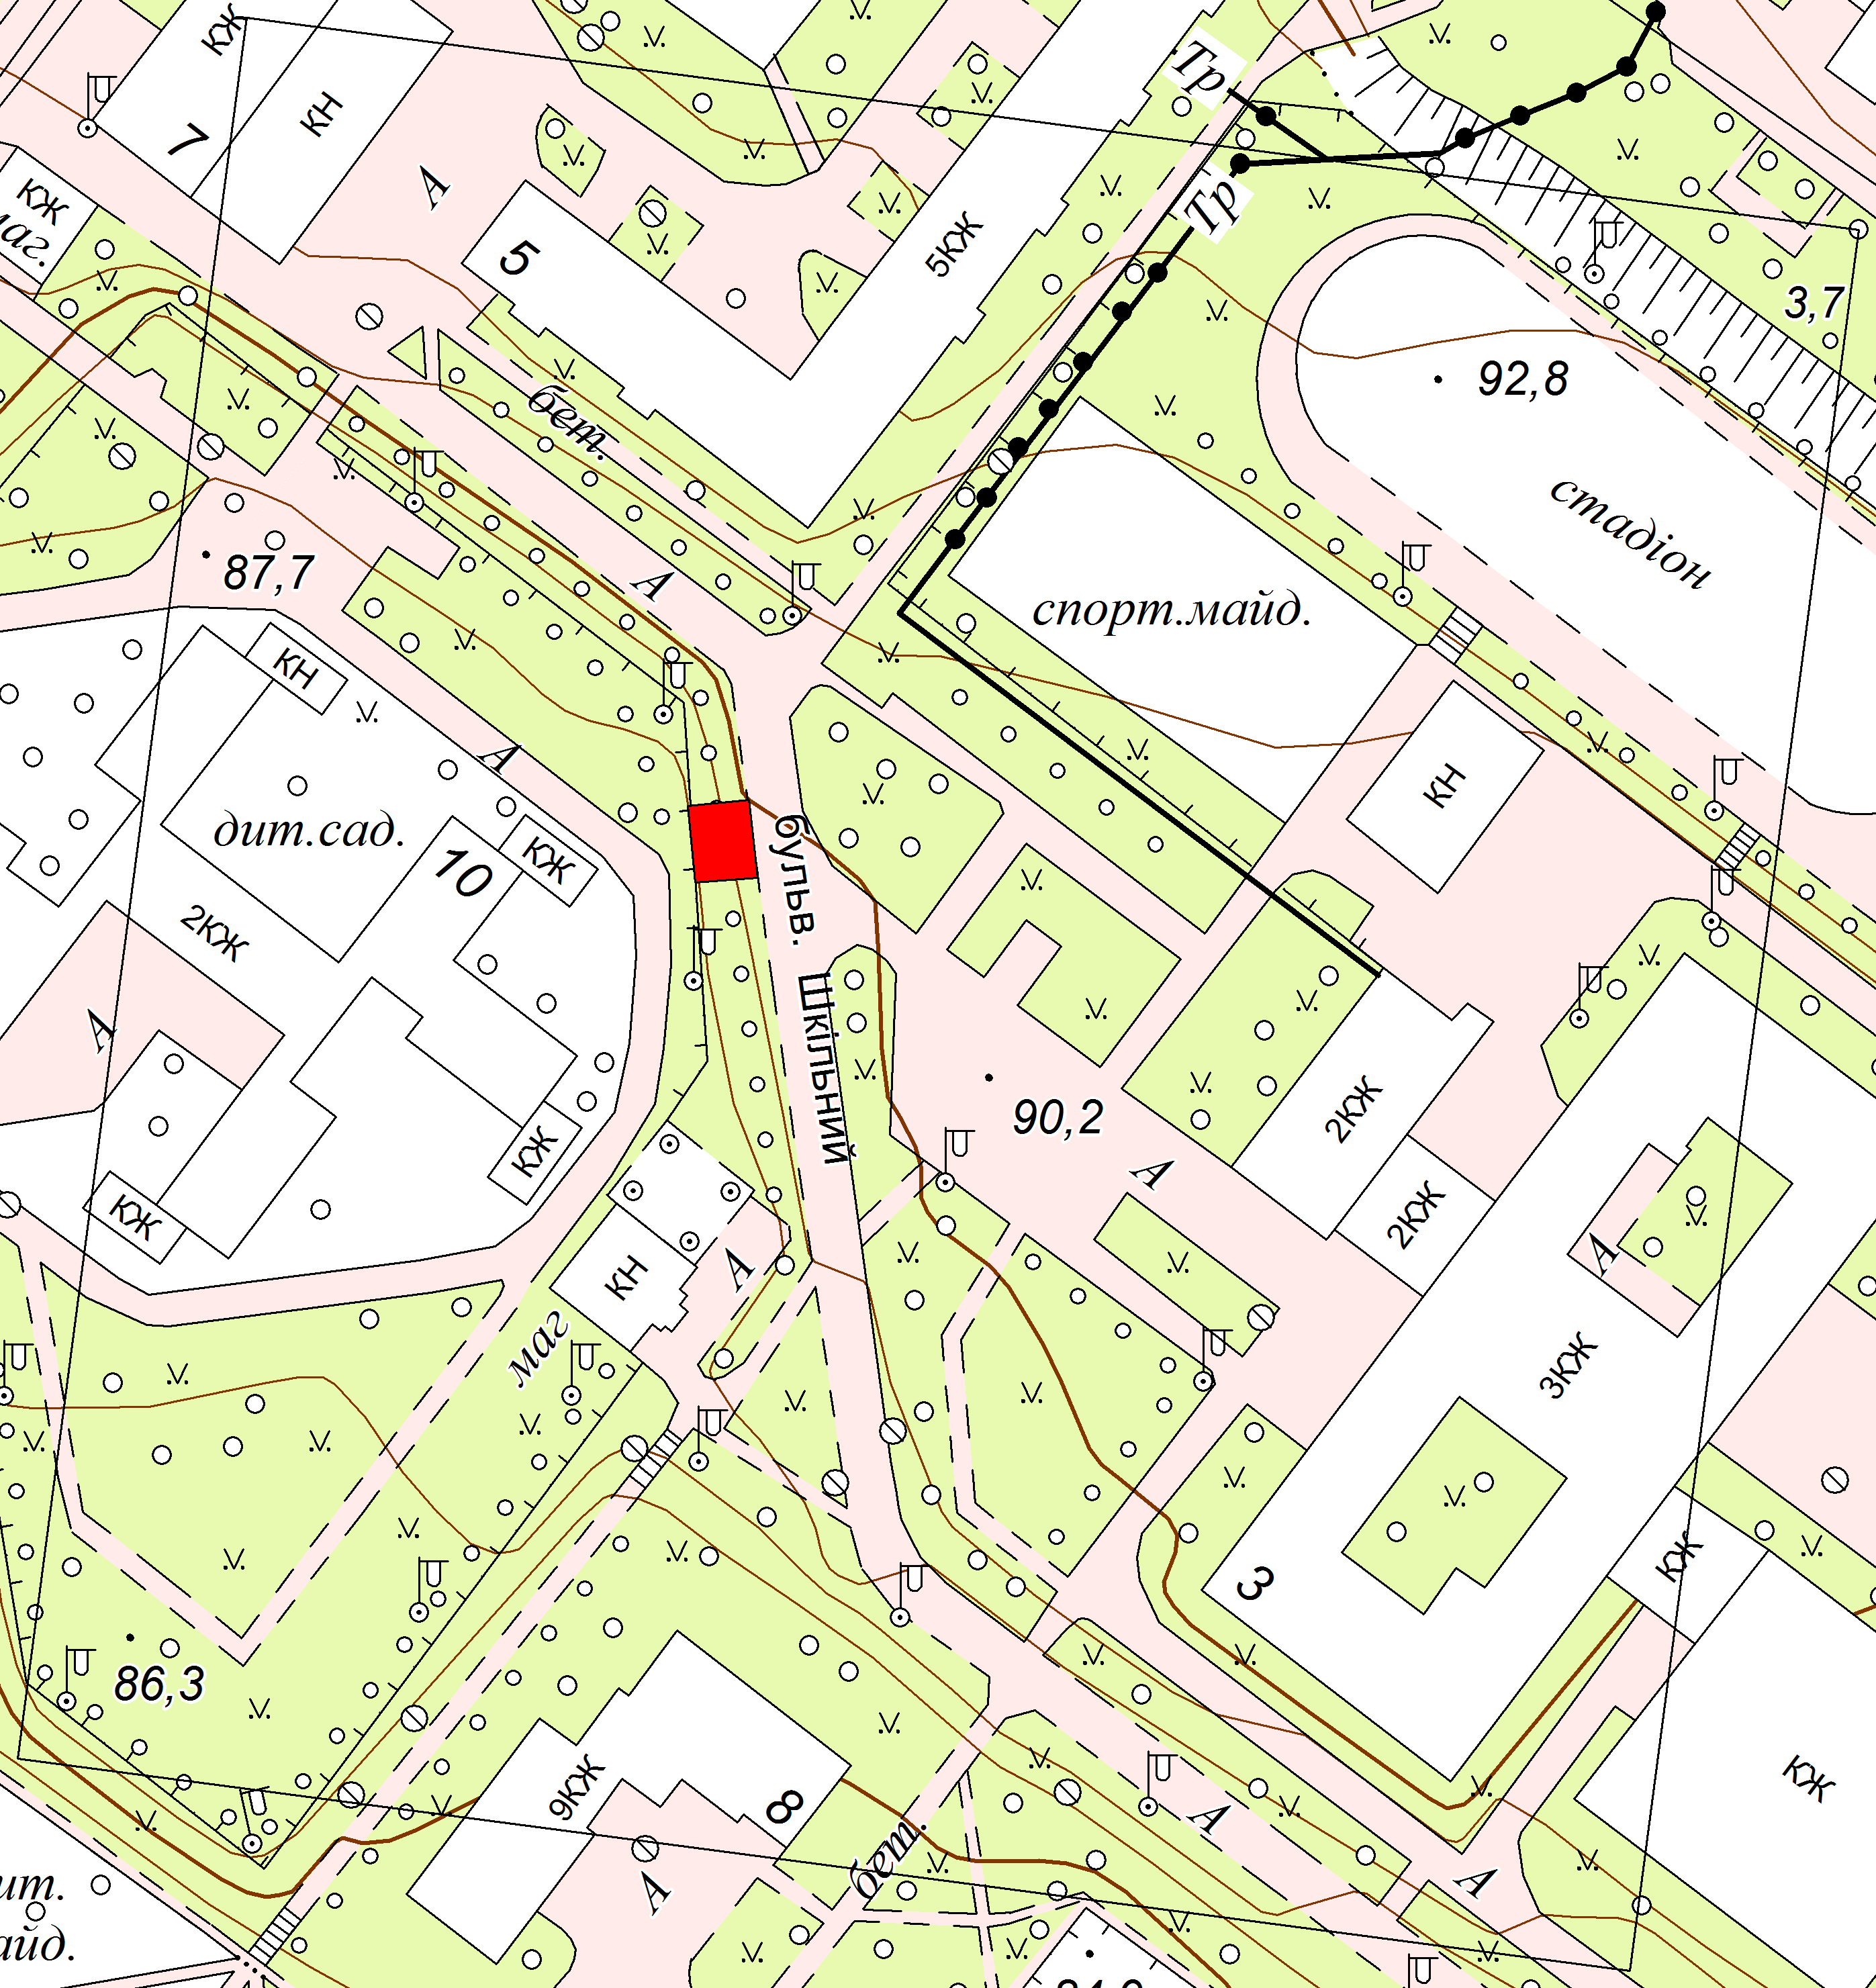 КЖ
КН
7
КЖ
маг.
А
5
5КЖ
Тр
Тр
3,7
92,8
бет.
стадіон
87,7
А
спорт.майд.
КН
А
КН
дит.сад.
10
КЖ
2КЖ
бульв. Шкільний
А
90,2
2КЖ
КЖ
А
2КЖ
КЖ
КН
А
А
маг
3КЖ
3
КЖ
86,3
9КЖ
8
КЖ
А
бет.
А
А